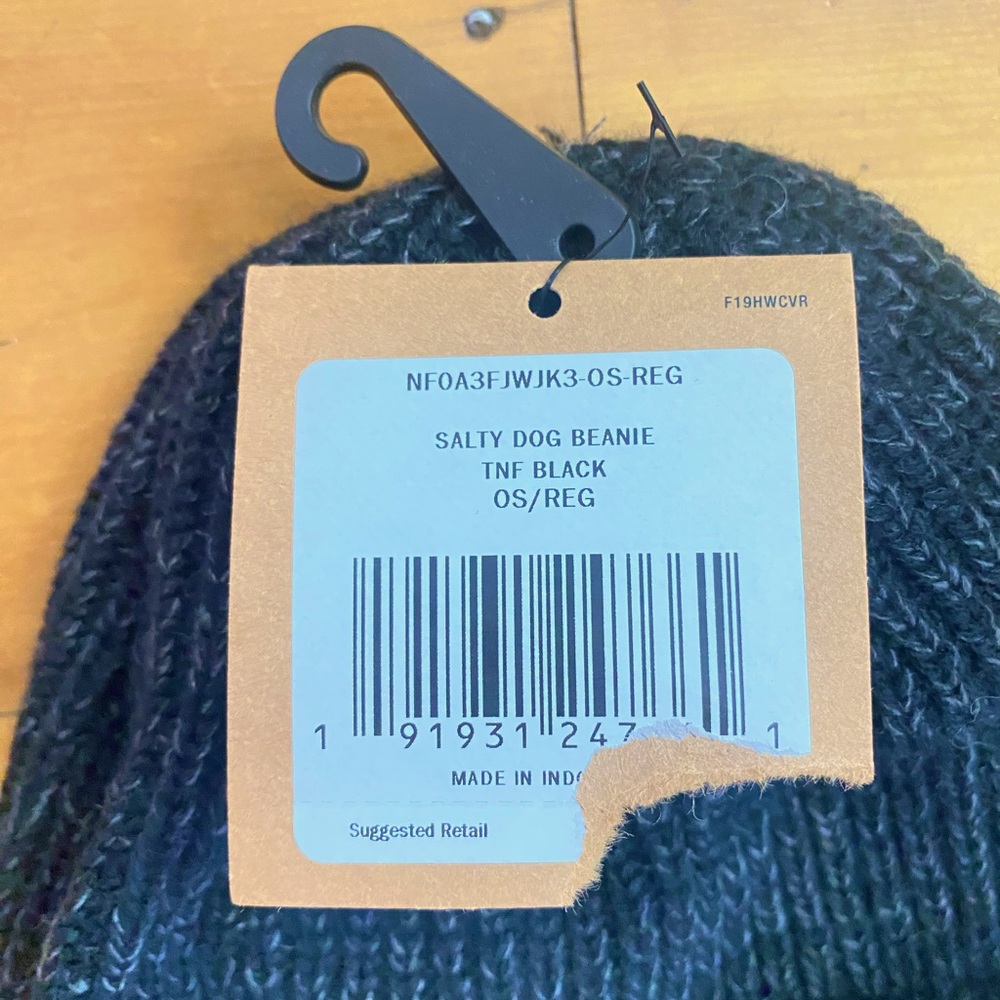 F19HWCVR
NF0A3FJWJK3-OS-REG
SALTY DOG BEANIE
TNF BLACK
OS/REG
1 91931 247 1
MADE IN
Suggested Retail